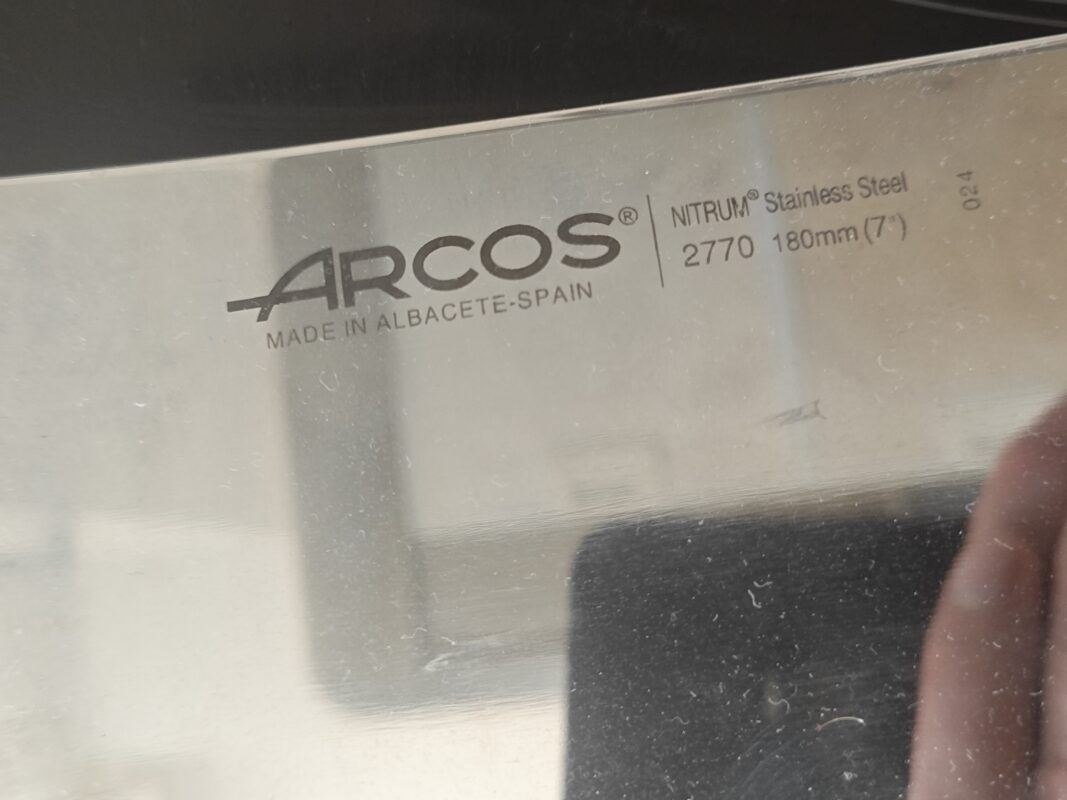 ARCOS®
MADE IN ALBACETE-SPAIN
NITRUM® Stainless Steel
2770 180mm (7")
024